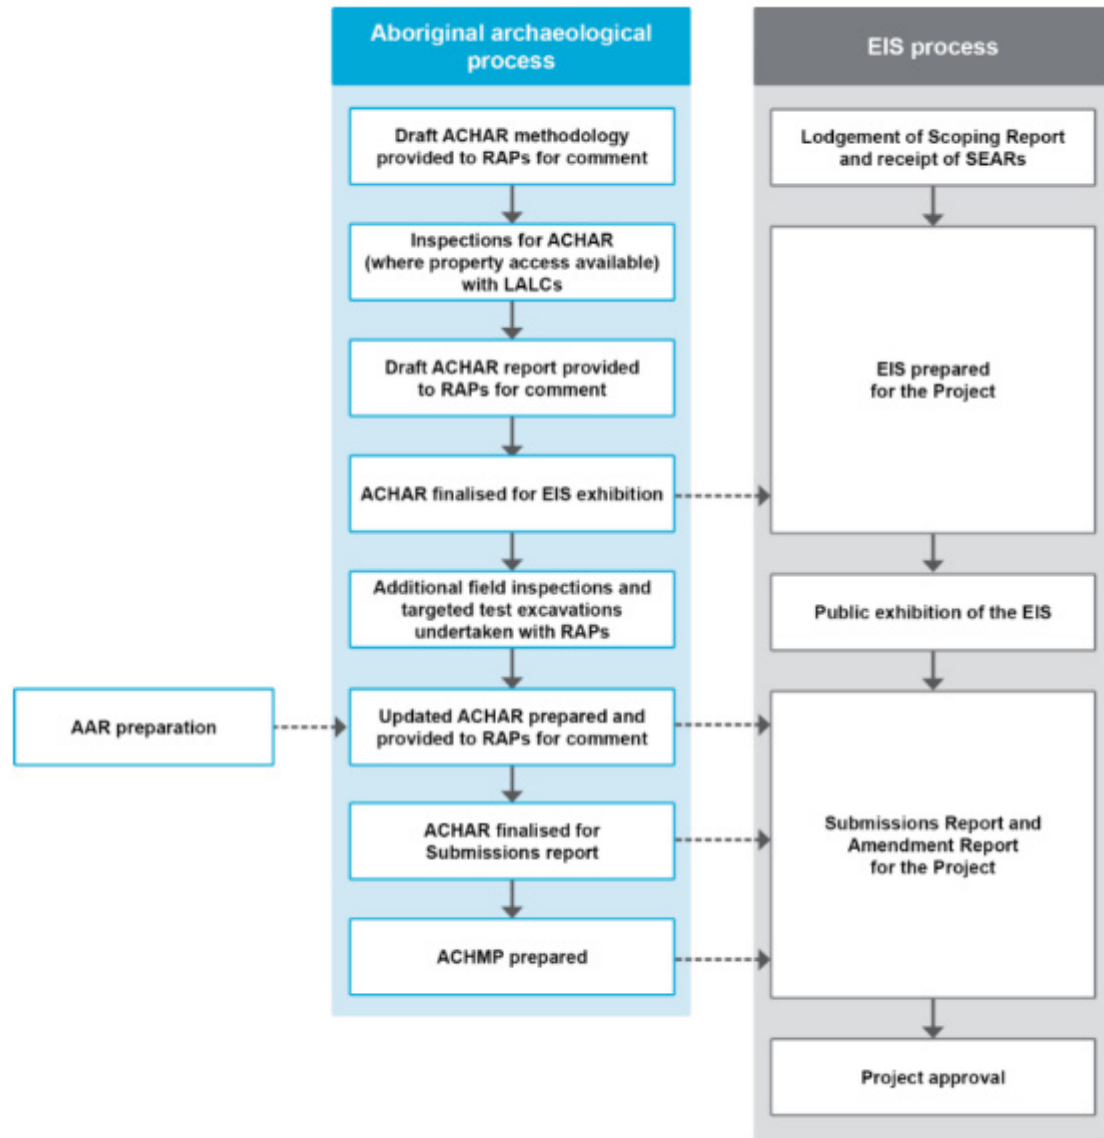 Aboriginal archaeological
process
Draft ACHAR methodology
provided to RAPs for comment
Inspections for ACHAR
(where property access available)
with LALCs
Draft ACHAR report provided
to RAPs for comment
ACHAR finalised for EIS exhibition
Additional field inspections and
targeted test excavations
undertaken with RAPs
AAR preparation
Updated ACHAR prepared and
provided to RAPs for comment
ACHAR finalised for
Submissions report
ACHMP prepared
EIS process
Lodgement of Scoping Report
and receipt of SEARs
EIS prepared
for the Project
Public exhibition of the EIS
Submissions Report and
Amendment Report
for the Project
Project approval